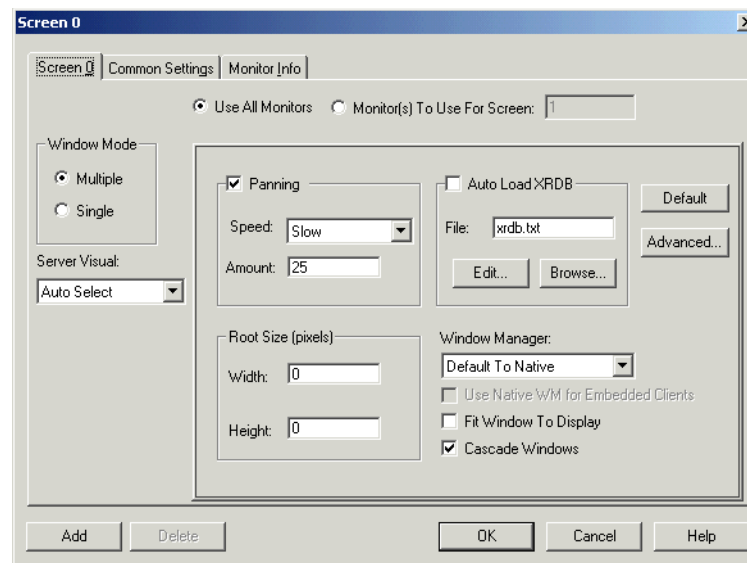 Screen 0
Screen 0 Common Settings Monitor Info
Use All Monitors Monitor(s) To Use For Screen: 1
Window Mode
Multiple
Single
Server Visual:
Auto Select
Panning
Speed: Slow
Amount: 25
Auto Load XRDB
File: xrdb.txt
Edit... Browse...
Default
Advanced...
Root Size (pixels)
Width: 0
Height: 0
Window Manager:
Default To Native
Use Native WM for Embedded Clients
Fit Window To Display
Cascade Windows
Add Delete OK Cancel Help